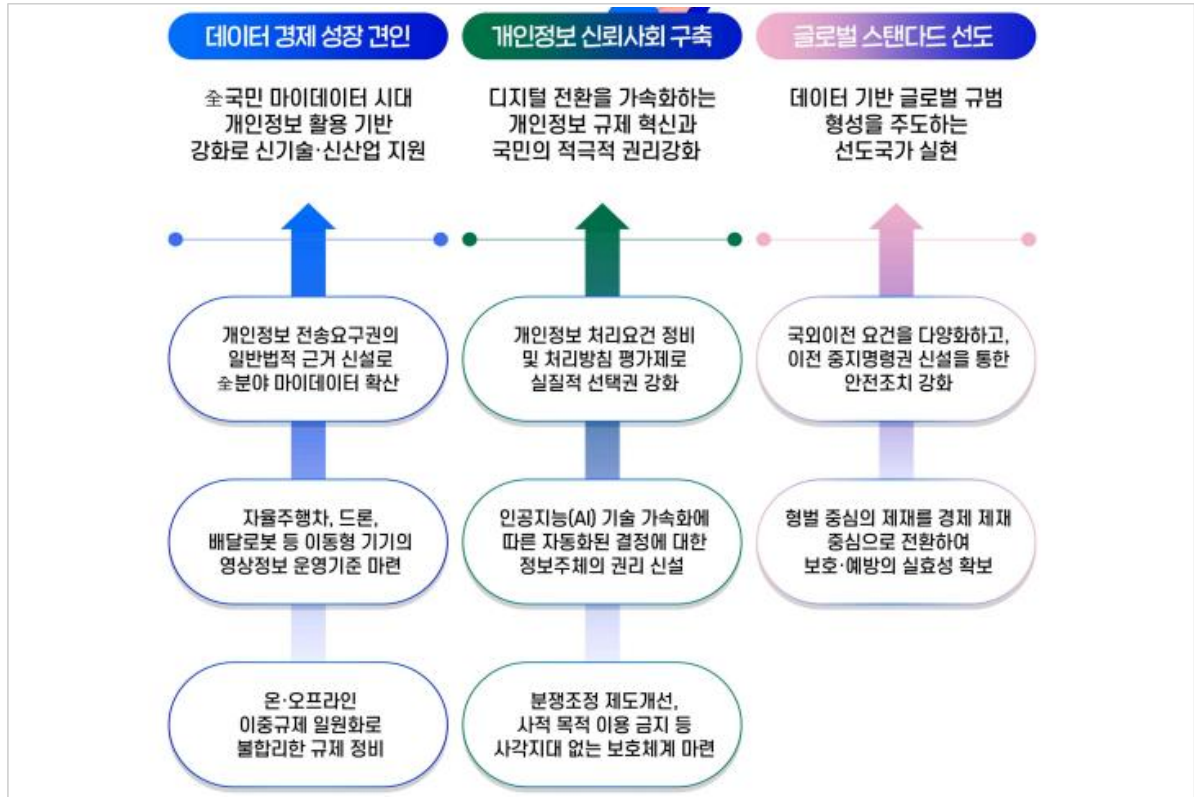 데이터 경제 성장 견인
全국민 마이데이터 시대
개인정보 활용 기반
강화로 신기술·신산업 지원
개인정보 전송요구권의
일반법적 근거 신설로
全분야 마이데이터 확산
자율주행차, 드론,
배달로봇 등 이동형 기기의
영상정보 운영기준 마련
온·오프라인
이중규제 일원화로
불합리한 규제 정비
개인정보 신뢰사회 구축
디지털 전환을 가속화하는
개인정보 규제 혁신과
국민의 적극적 권리강화
개인정보 처리요건 정비
및 처리방침 평가제로
실질적 선택권 강화
인공지능(AI) 기술 가속화에
따른 자동화된 결정에 대한
정보주체의 권리 신설
분쟁조정 제도개선,
사적 목적 이용 금지 등
사각지대 없는 보호체계 마련
글로벌 스탠다드 선도
데이터 기반 글로벌 규범
형성을 주도하는
선도국가 실현
국외이전 요건을 다양화하고,
이전 중지명령권 신설을 통한
안전조치 강화
형벌 중심의 제재를 경제 제재
중심으로 전환하여
보호·예방의 실효성 확보